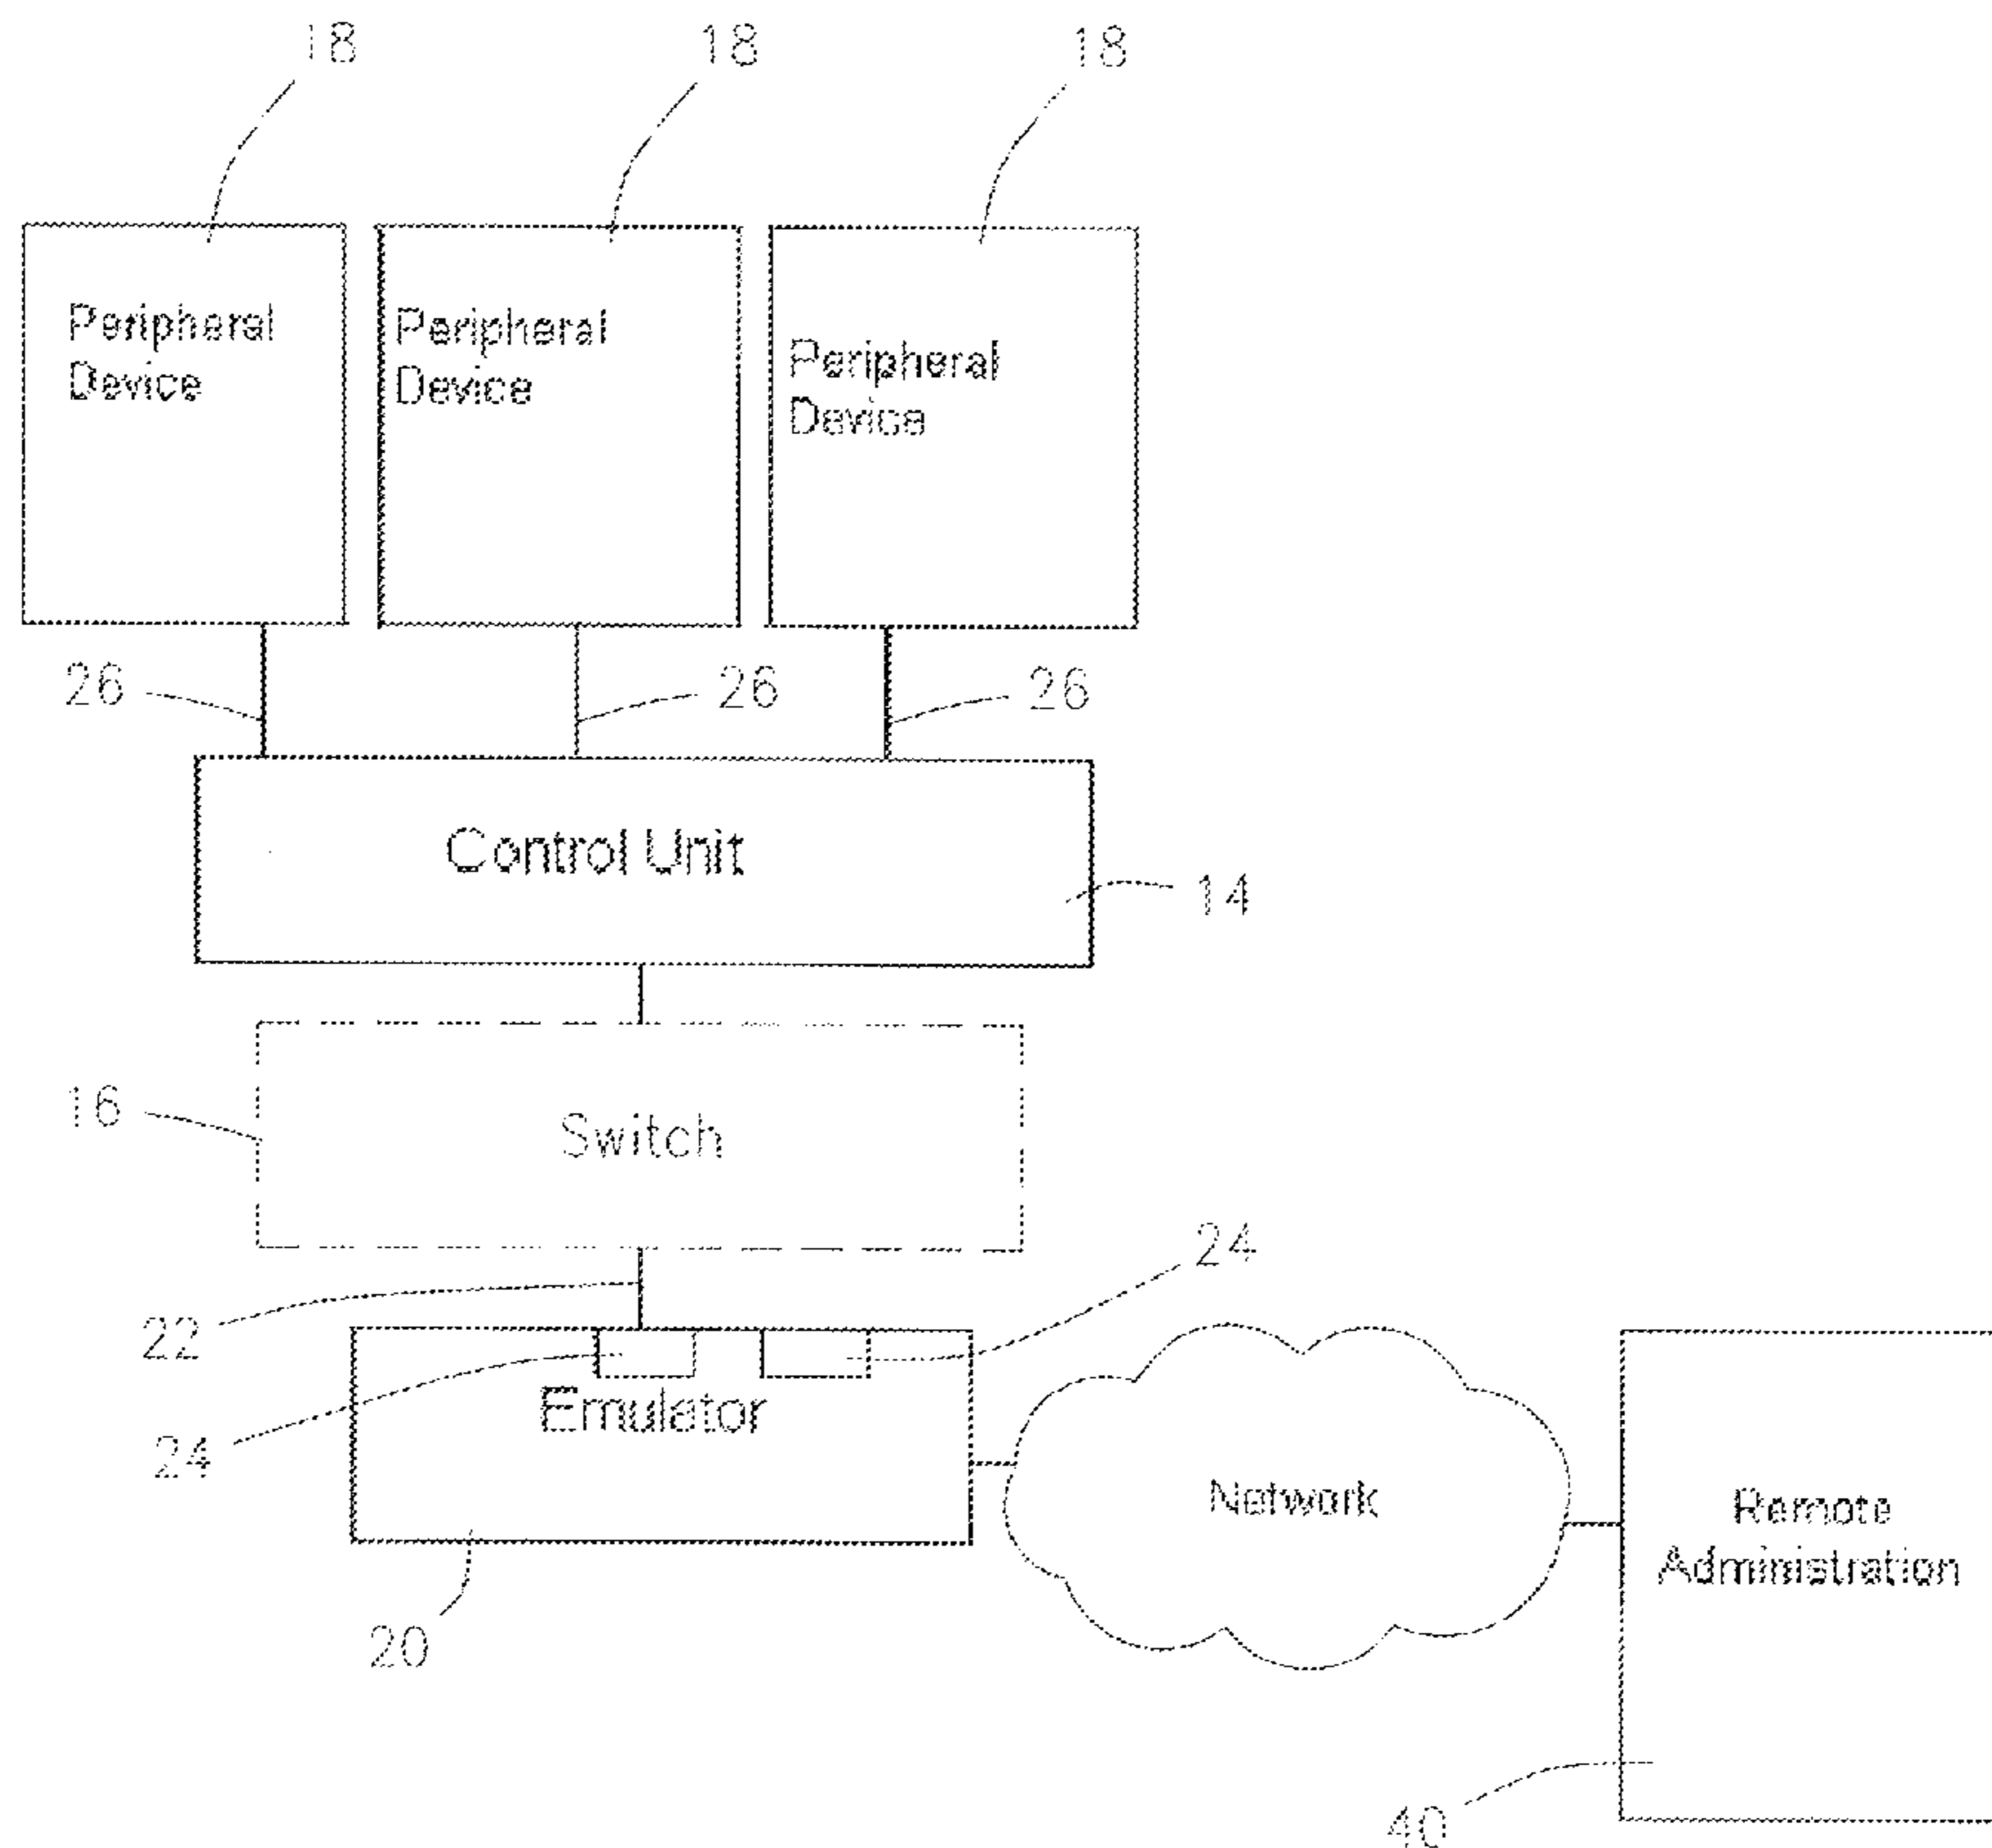 18
18
18
Peripheral
Device
Peripheral
Device
Peripheral
Device
26
26
26
Control Unit
14
16
Switch
24
22
24
Emulator
Network
Remote
Administration
20
40